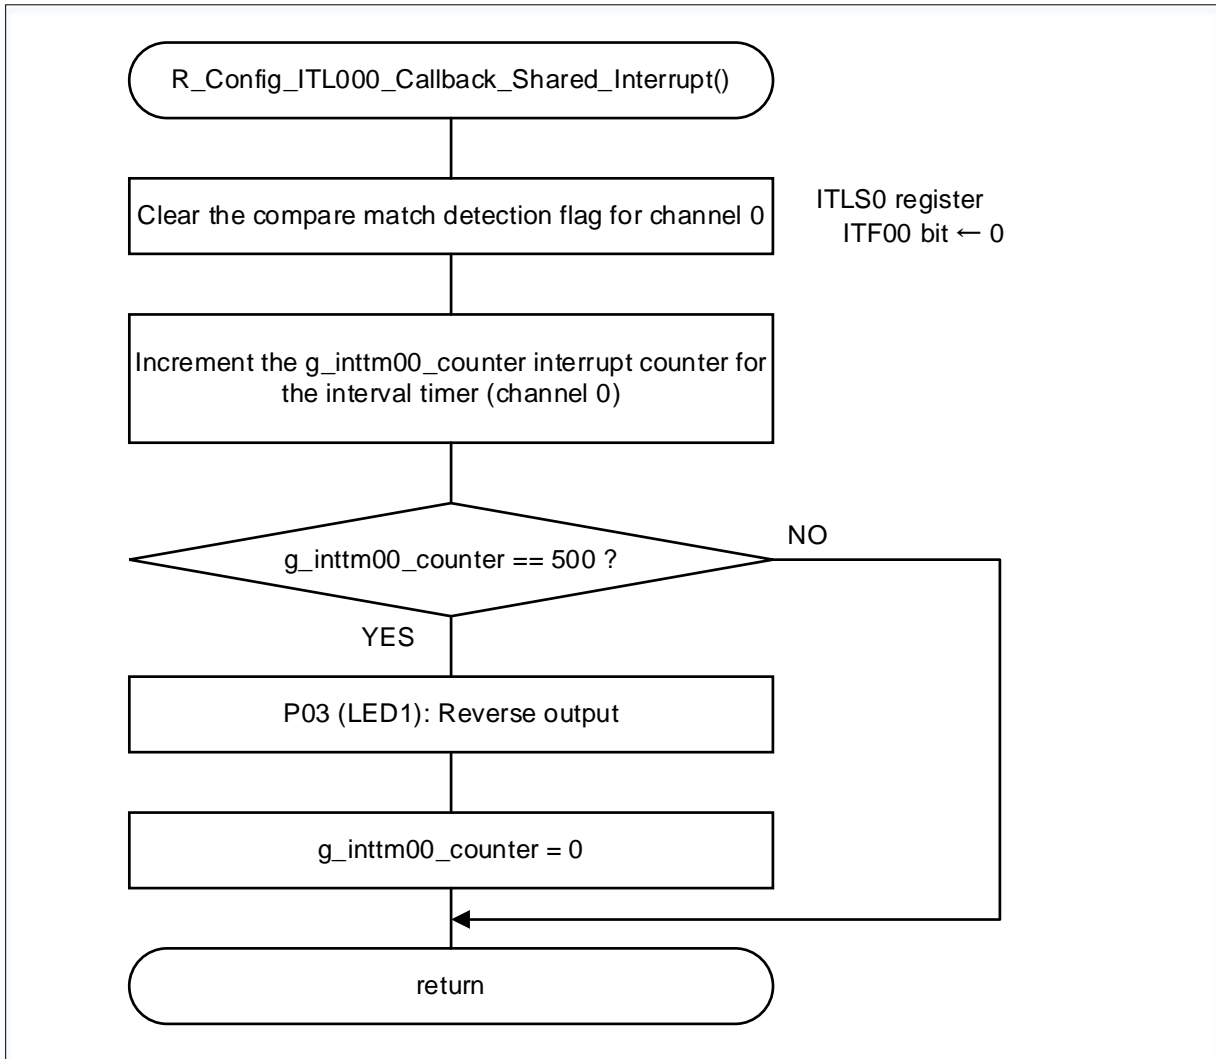 R_Config_ITL000_Callback_Shared_Interrupt()
Clear the compare match detection flag for channel 0
ITLS0 register
ITF00 bit ← 0
Increment the g_inttm00_counter interrupt counter for
the interval timer (channel 0)
g_inttm00_counter == 500 ?
NO
YES
P03 (LED1): Reverse output
g_inttm00_counter = 0
return